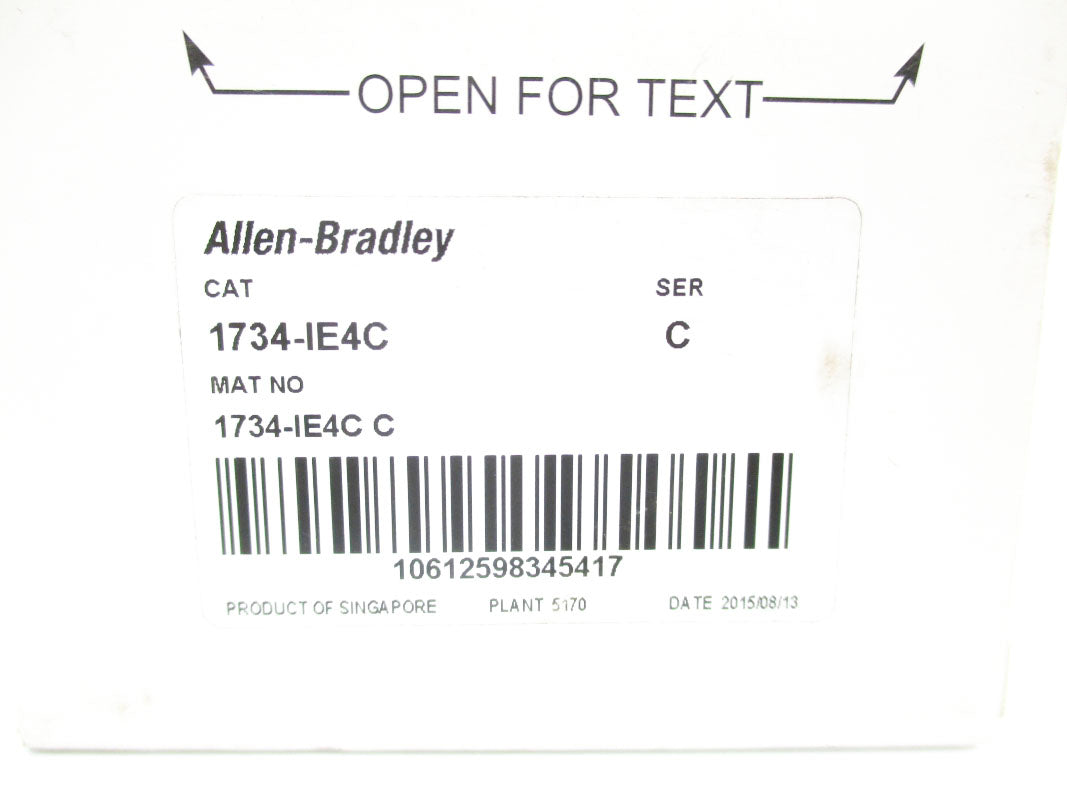 OPEN FOR TEXT
Allen-Bradley
CAT SER
1734-IE4C C
MAT NO
1734-IE4C C
10612598345417
PRODUCT OF SINGAPORE PLANT 5170 DATE 2015/08/13